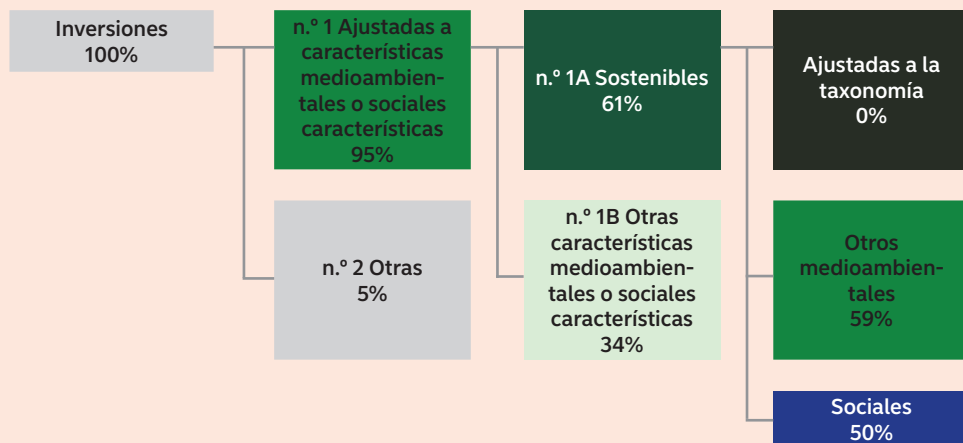 Inversiones
100%
n.º 1 Ajustadas a
características
medioambien-
tales o sociales
características
95%
n.º 2 Otras
5%
n.º 1A Sostenibles
61%
n.º 1B Otras
características
medioambien-
tales o sociales
características
34%
Ajustadas a la
taxonomía
0%
Otros
medioambien-
tales
59%
Sociales
50%